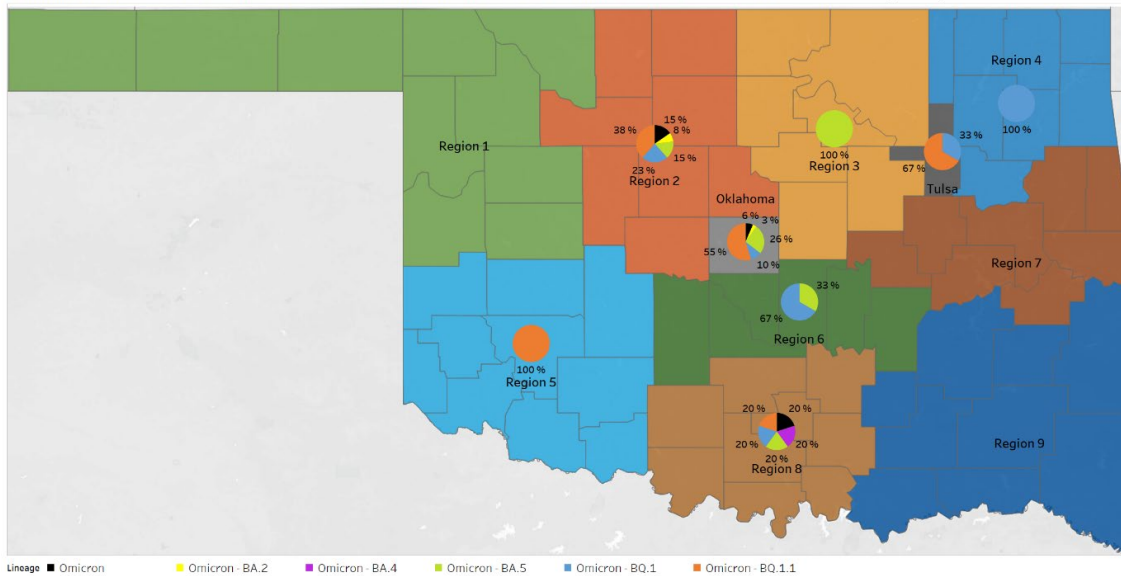 Region 4
15 %
38 %
8 %
33 %
100 %
Region 1
15 %
100 %
23 %
Region 3
67 %
Region 2
Tulsa
Oklahoma
6 %
3 %
26 %
55 %
10 %
Region 7
33 %
67 %
Region 6
100 %
Region 5
20 %
20 %
20 %
20 %
20 %
Region 8
Region 9
Lineage Omicron Omicron - BA.2 Omicron - BA.4 Omicron - BA.5 Omicron - BQ.1 Omicron - BQ.1.1